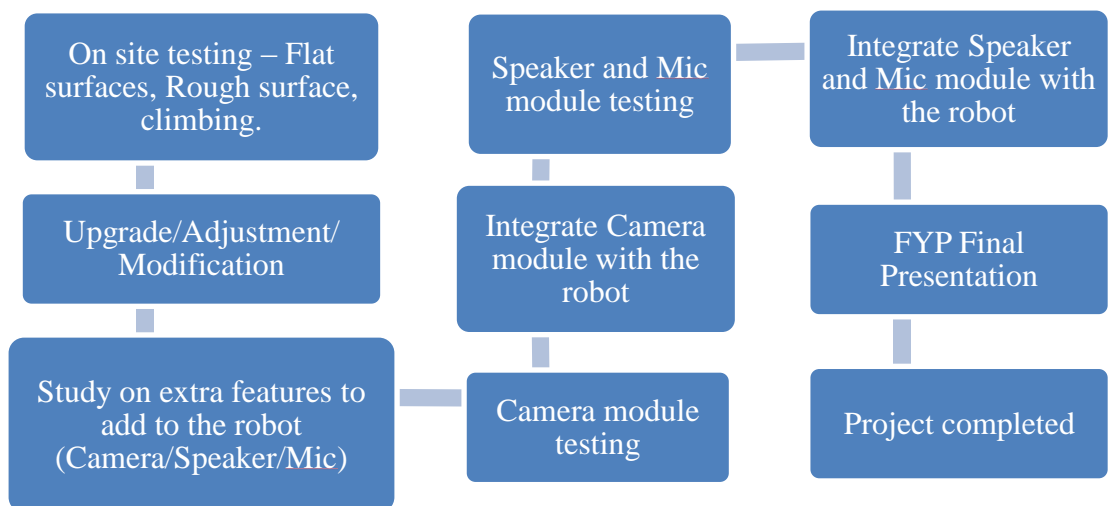 On site testing – Flat
surfaces, Rough surface,
climbing.
Upgrade/Adjustment/
Modification
Study on extra features to
add to the robot
(Camera/Speaker/Mic)
Camera module
testing
Integrate Camera
module with the
robot
Speaker and Mic
module testing
Integrate Speaker
and Mic module with
the robot
FYP Final
Presentation
Project completed